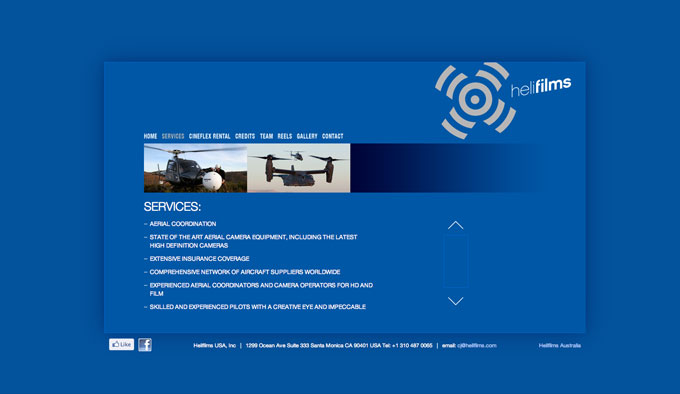 helifilms
HOME SERVICES CINEFLEX RENTAL CREDITS TEAM REELS GALLERY CONTACT
SERVICES:
– AERIAL COORDINATION
– STATE OF THE ART AERIAL CAMERA EQUIPMENT, INCLUDING THE LATEST
HIGH DEFINITION CAMERAS
– EXTENSIVE INSURANCE COVERAGE
– COMPREHENSIVE NETWORK OF AIRCRAFT SUPPLIERS WORLDWIDE
– EXPERIENCED AERIAL COORDINATORS AND CAMERA OPERATORS FOR HD AND
FILM
– SKILLED AND EXPERIENCED PILOTS WITH A CREATIVE EYE AND IMPECCABLE
Like f Helifilms USA, Inc | 1299 Ocean Ave Suite 333 Santa Monica CA 90401 USA Tel: +1 310 487 0065 | email: cj@helifilms.com Helifilms Australia